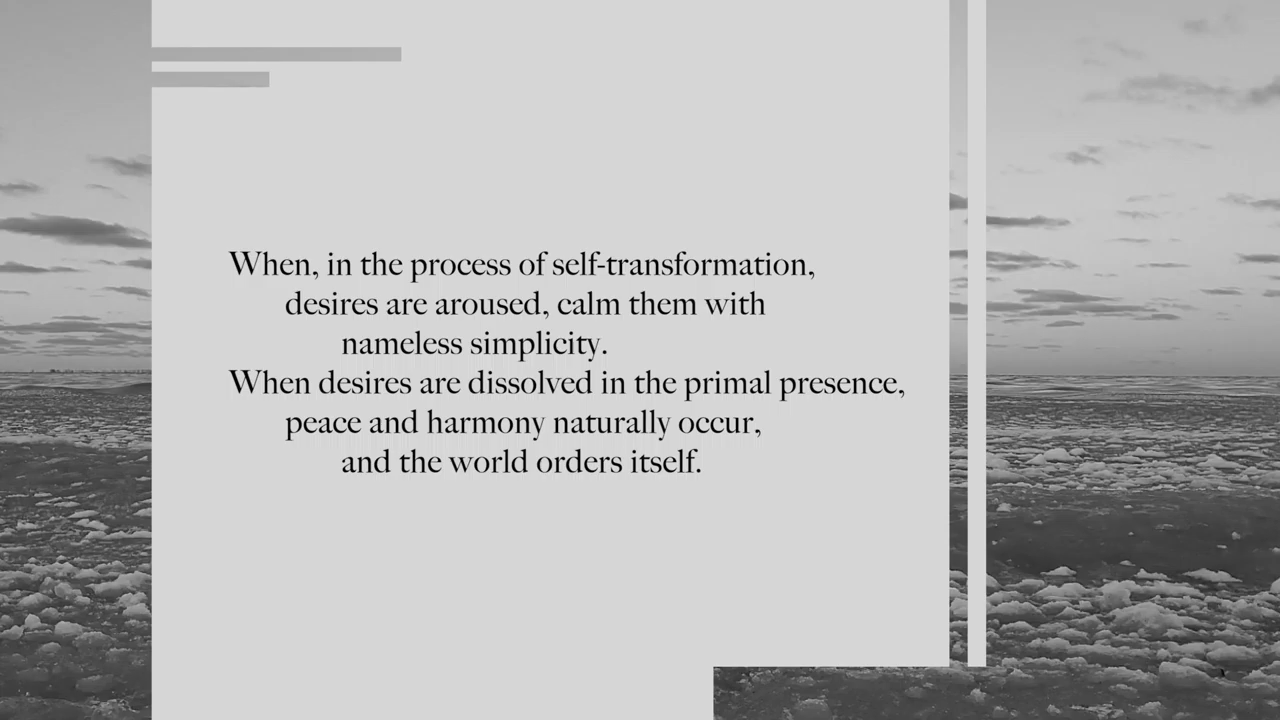 When, in the process of self-transformation,
desires are aroused, calm them with
nameless simplicity.
When desires are dissolved in the primal presence,
peace and harmony naturally occur,
and the world orders itself.